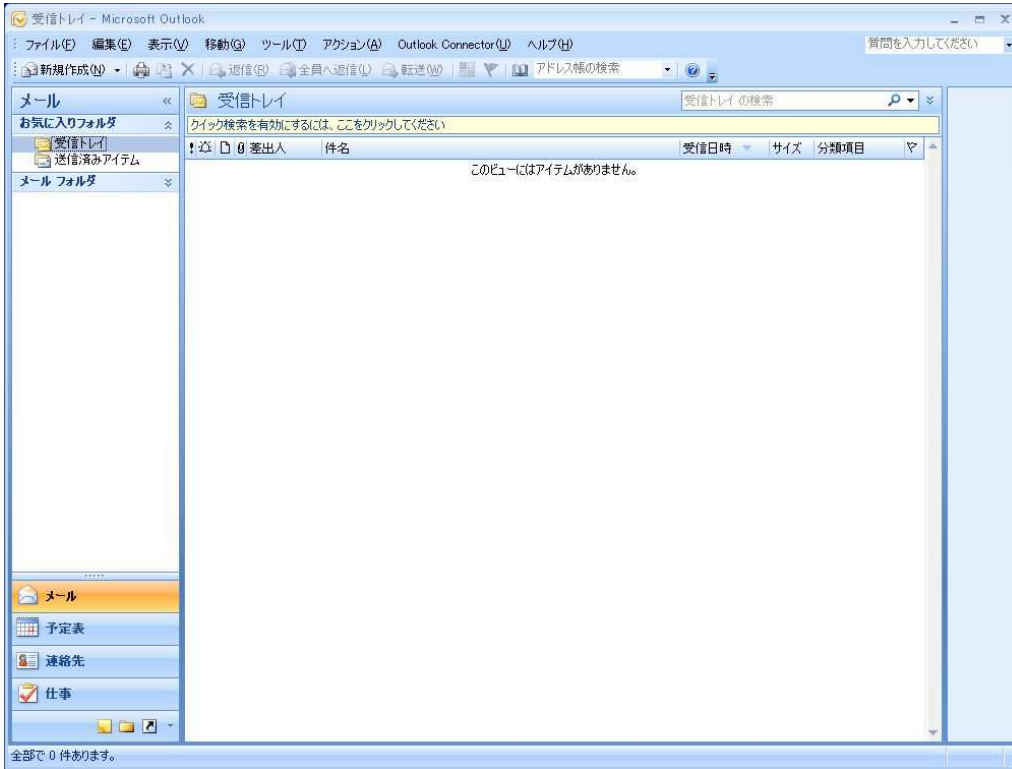 受信トレイ - Microsoft Outlook
ファイル(F) 編集(E) 表示(V) 移動(G) ツール(T) アクション(A) Outlook Connector(U) ヘルプ(H) 質問を入力してください
新規作成(N) 返信(R) 全員へ返信(L) 転送(W) アドレス帳の検索
メール « 受信トレイ 受信トレイ の検索
お気に入りフォルダ クイック検索を有効にするには、ここをクリックしてください
受信トレイ 差出人 件名 受信日時 サイズ 分類項目
送信済みアイテム このビューにはアイテムがありません。
メール フォルダ
メール
予定表
連絡先
仕事
全部で 0 件あります。